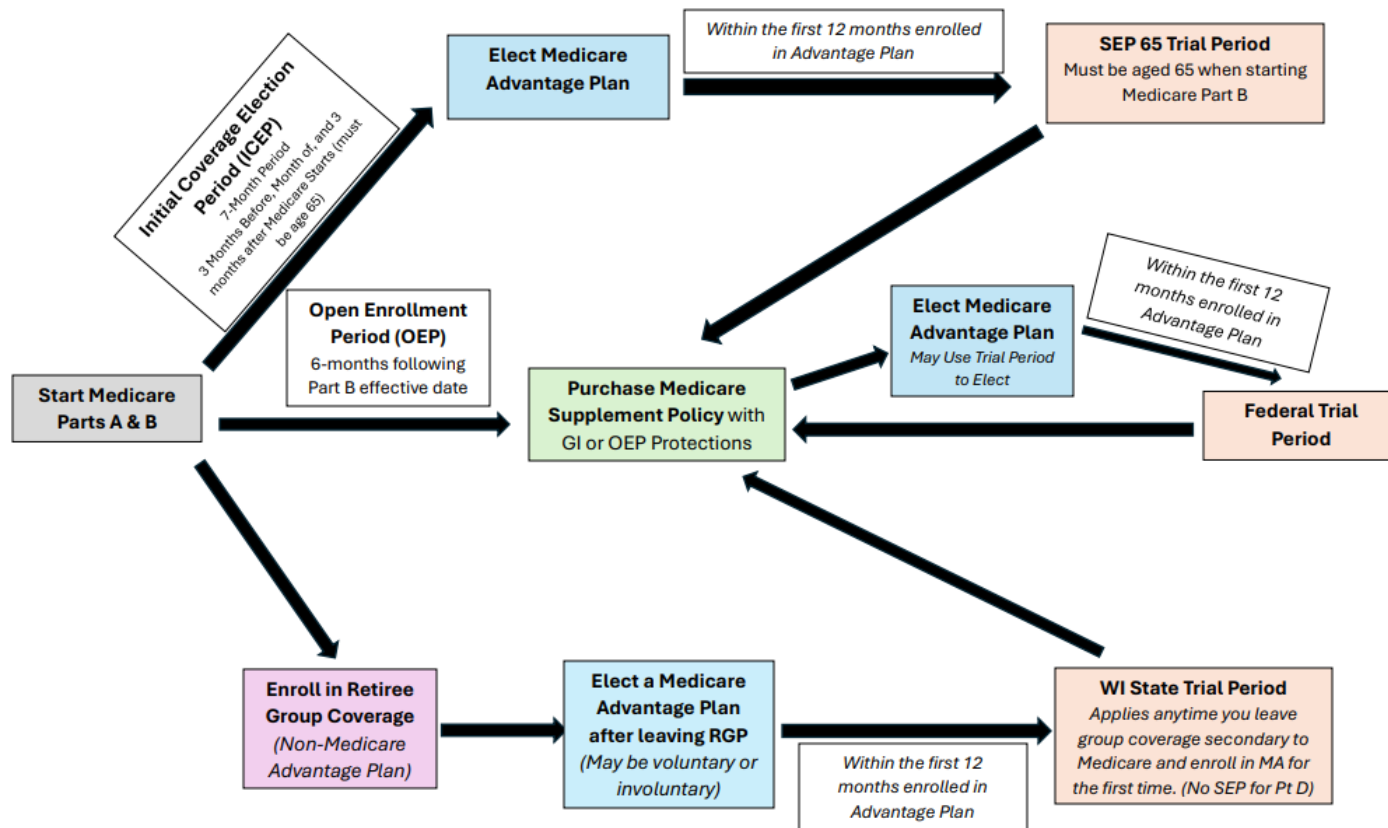 Elect Medicare
Advantage Plan
Within the first 12 months enrolled
in Advantage Plan
SEP 65 Trial Period
Must be aged 65 when starting
Medicare Part B
Initial Coverage Election
Period (ICEP)
7-Month Period
3 Months Before, Month of, and 3
months after Medicare Starts (must
be age 65)
Open Enrollment
Period (OEP)
6-months following
Part B effective date
Start Medicare
Parts A & B
Purchase Medicare
Supplement Policy with
GI or OEP Protections
Elect Medicare
Advantage Plan
May Use Trial Period
to Elect
Within the first 12
months enrolled in
Advantage Plan
Federal Trial
Period
Enroll in Retiree
Group Coverage
(Non-Medicare
Advantage Plan)
Elect a Medicare
Advantage Plan
after leaving RGP
(May be voluntary or
involuntary)
Within the first 12
months enrolled in
Advantage Plan
WI State Trial Period
Applies anytime you leave
group coverage secondary to
Medicare and enroll in MA for
the first time. (No SEP for Pt D)